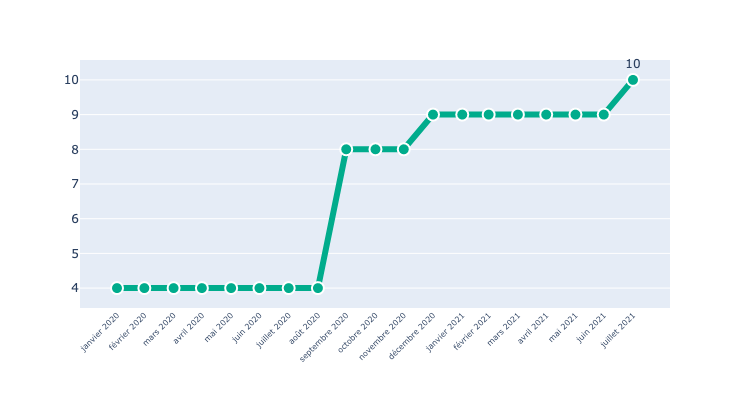 10
10
9
8
7
6
5
4
janvier 2020
février 2020
mars 2020
avril 2020
mai 2020
juin 2020
juillet 2020
août 2020
septembre 2020
octobre 2020
novembre 2020
décembre 2020
janvier 2021
février 2021
mars 2021
avril 2021
mai 2021
juin 2021
juillet 2021